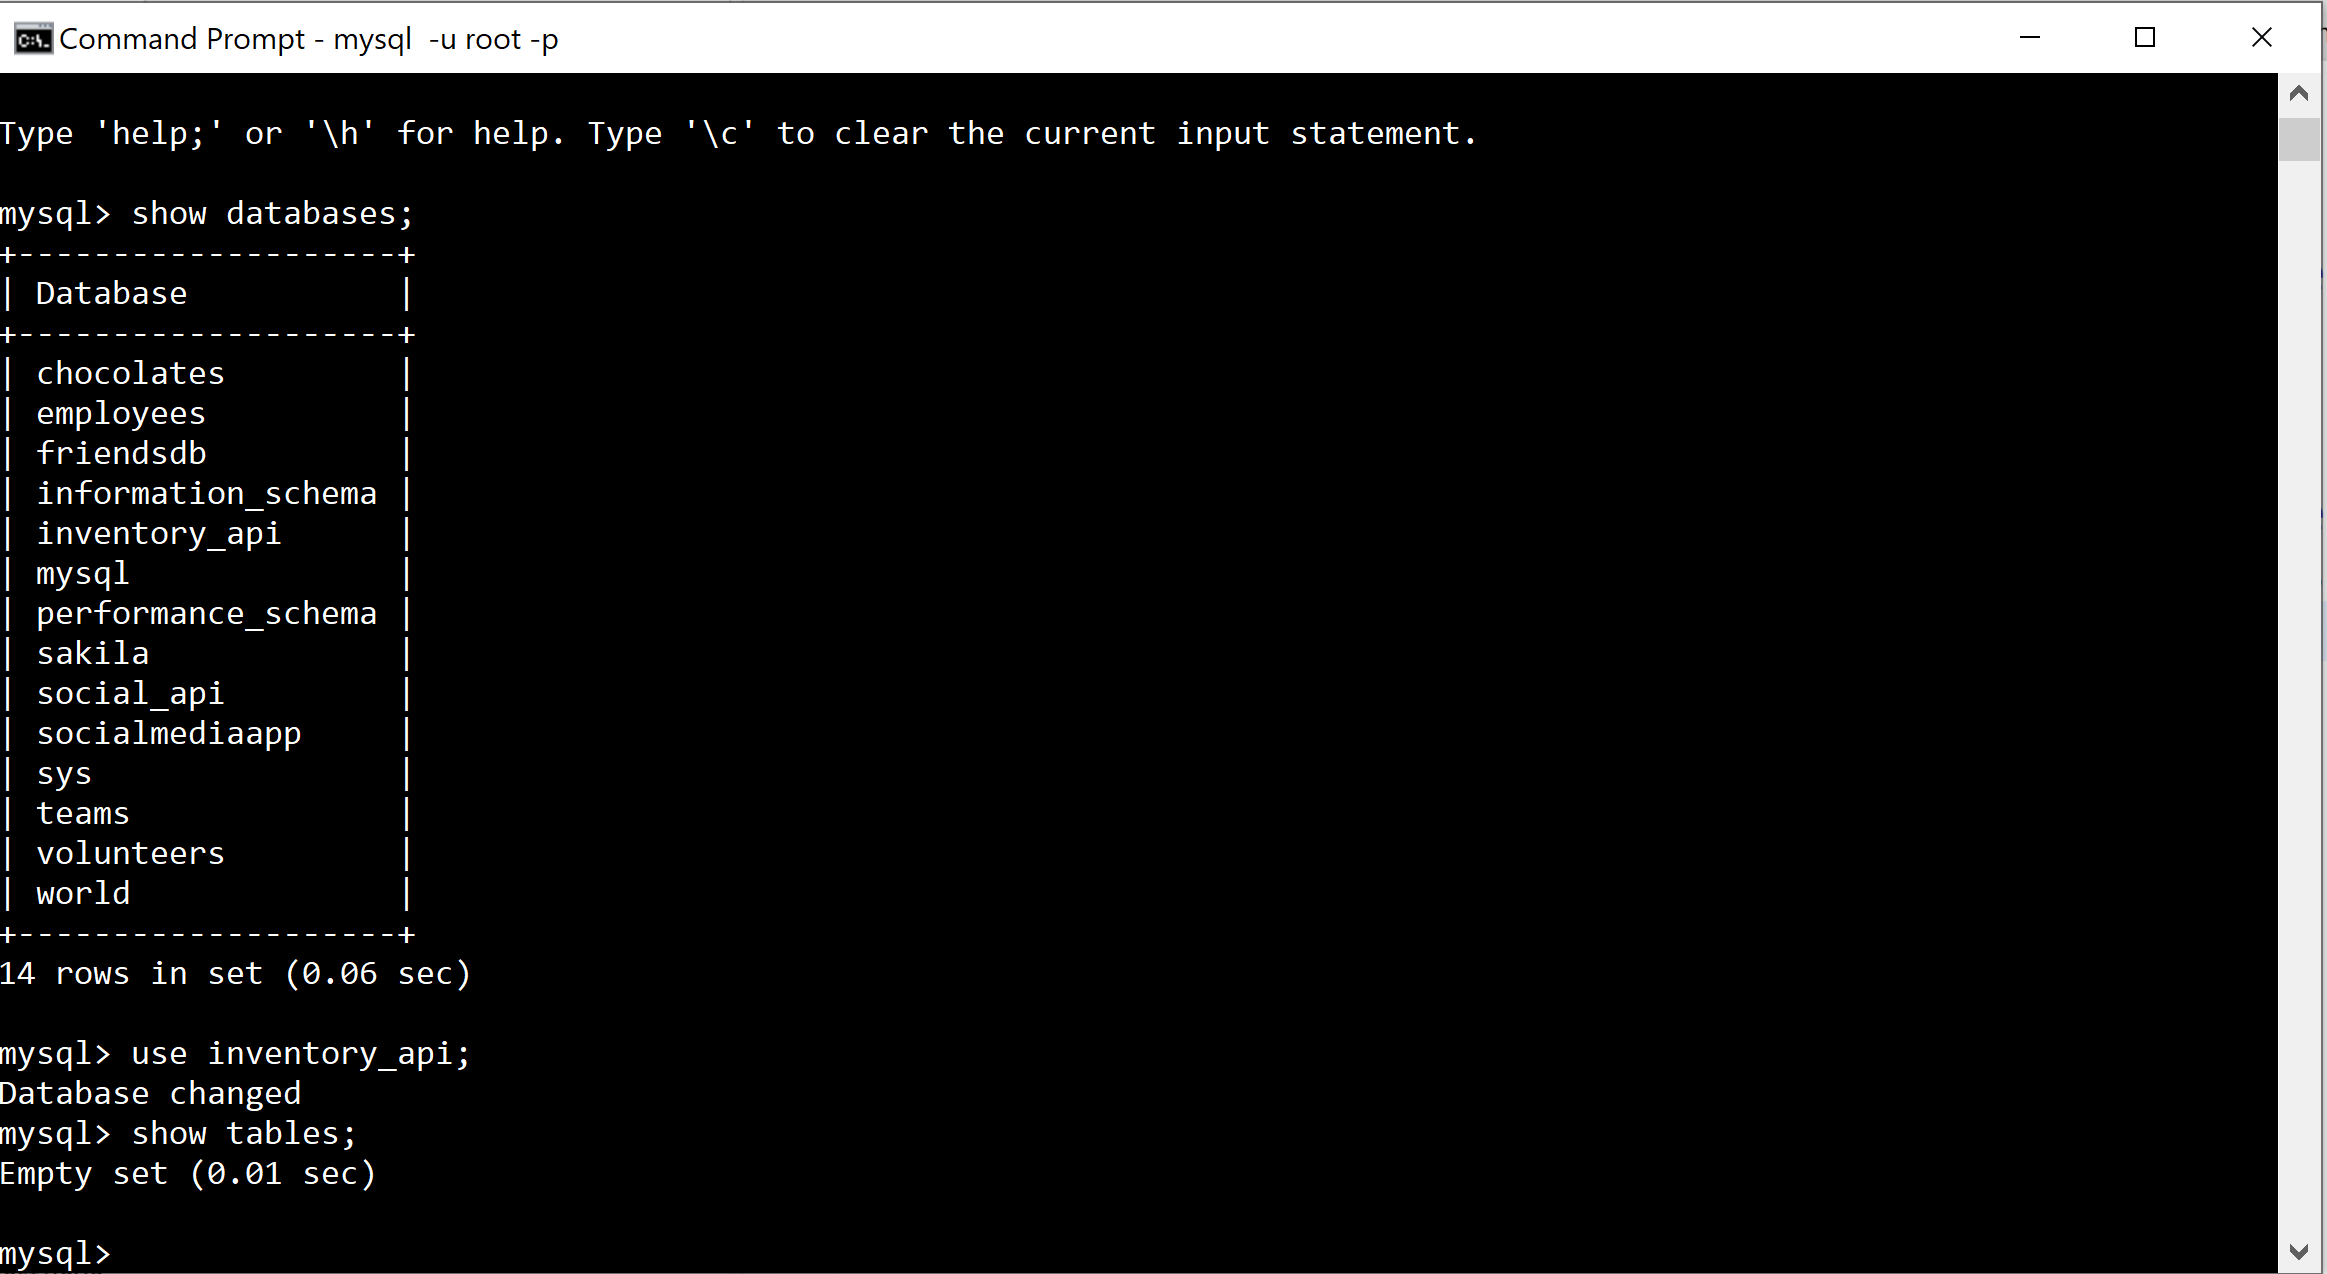 Command Prompt - mysql  -u root -p
Type 'help;' or '\h' for help. Type '\c' to clear the current input statement.
mysql> show databases;
+--------------------+
| Database           |
+--------------------+
| chocolates         |
| employees          |
| friendsdb          |
| information_schema |
| inventory_api      |
| mysql              |
| performance_schema |
| sakila             |
| social_api         |
| socialmediaapp     |
| sys                |
| teams              |
| volunteers         |
| world              |
+--------------------+
14 rows in set (0.06 sec)
mysql> use inventory_api;
Database changed
mysql> show tables;
Empty set (0.01 sec)
mysql>